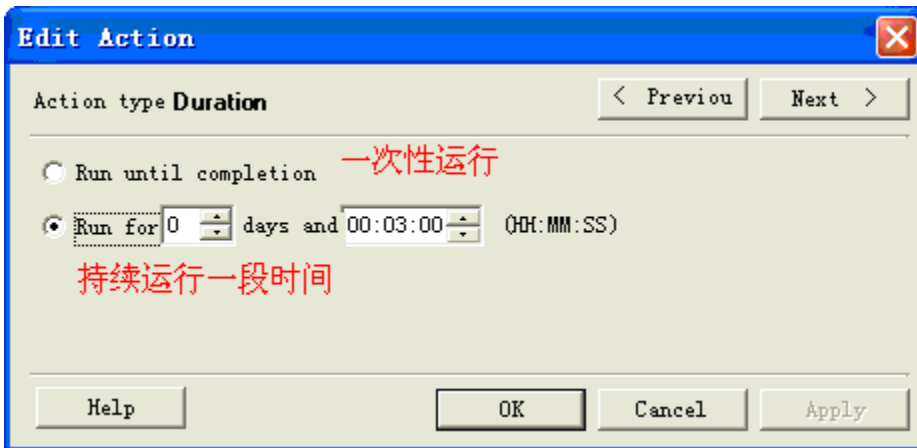 Edit Action
Action type Duration
< Previou
Next >
Run until completion
一次性运行
Run for 0 days and 00:03:00 (HH:MM:SS)
持续运行一段时间
Help
OK
Cancel
Apply